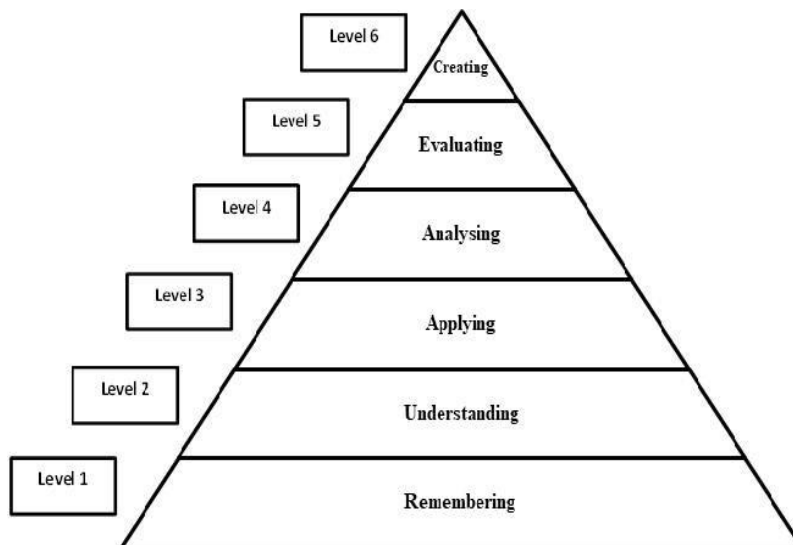 Level 6
Creating
Level 5
Evaluating
Level 4
Analysing
Level 3
Applying
Level 2
Understanding
Level 1
Remembering